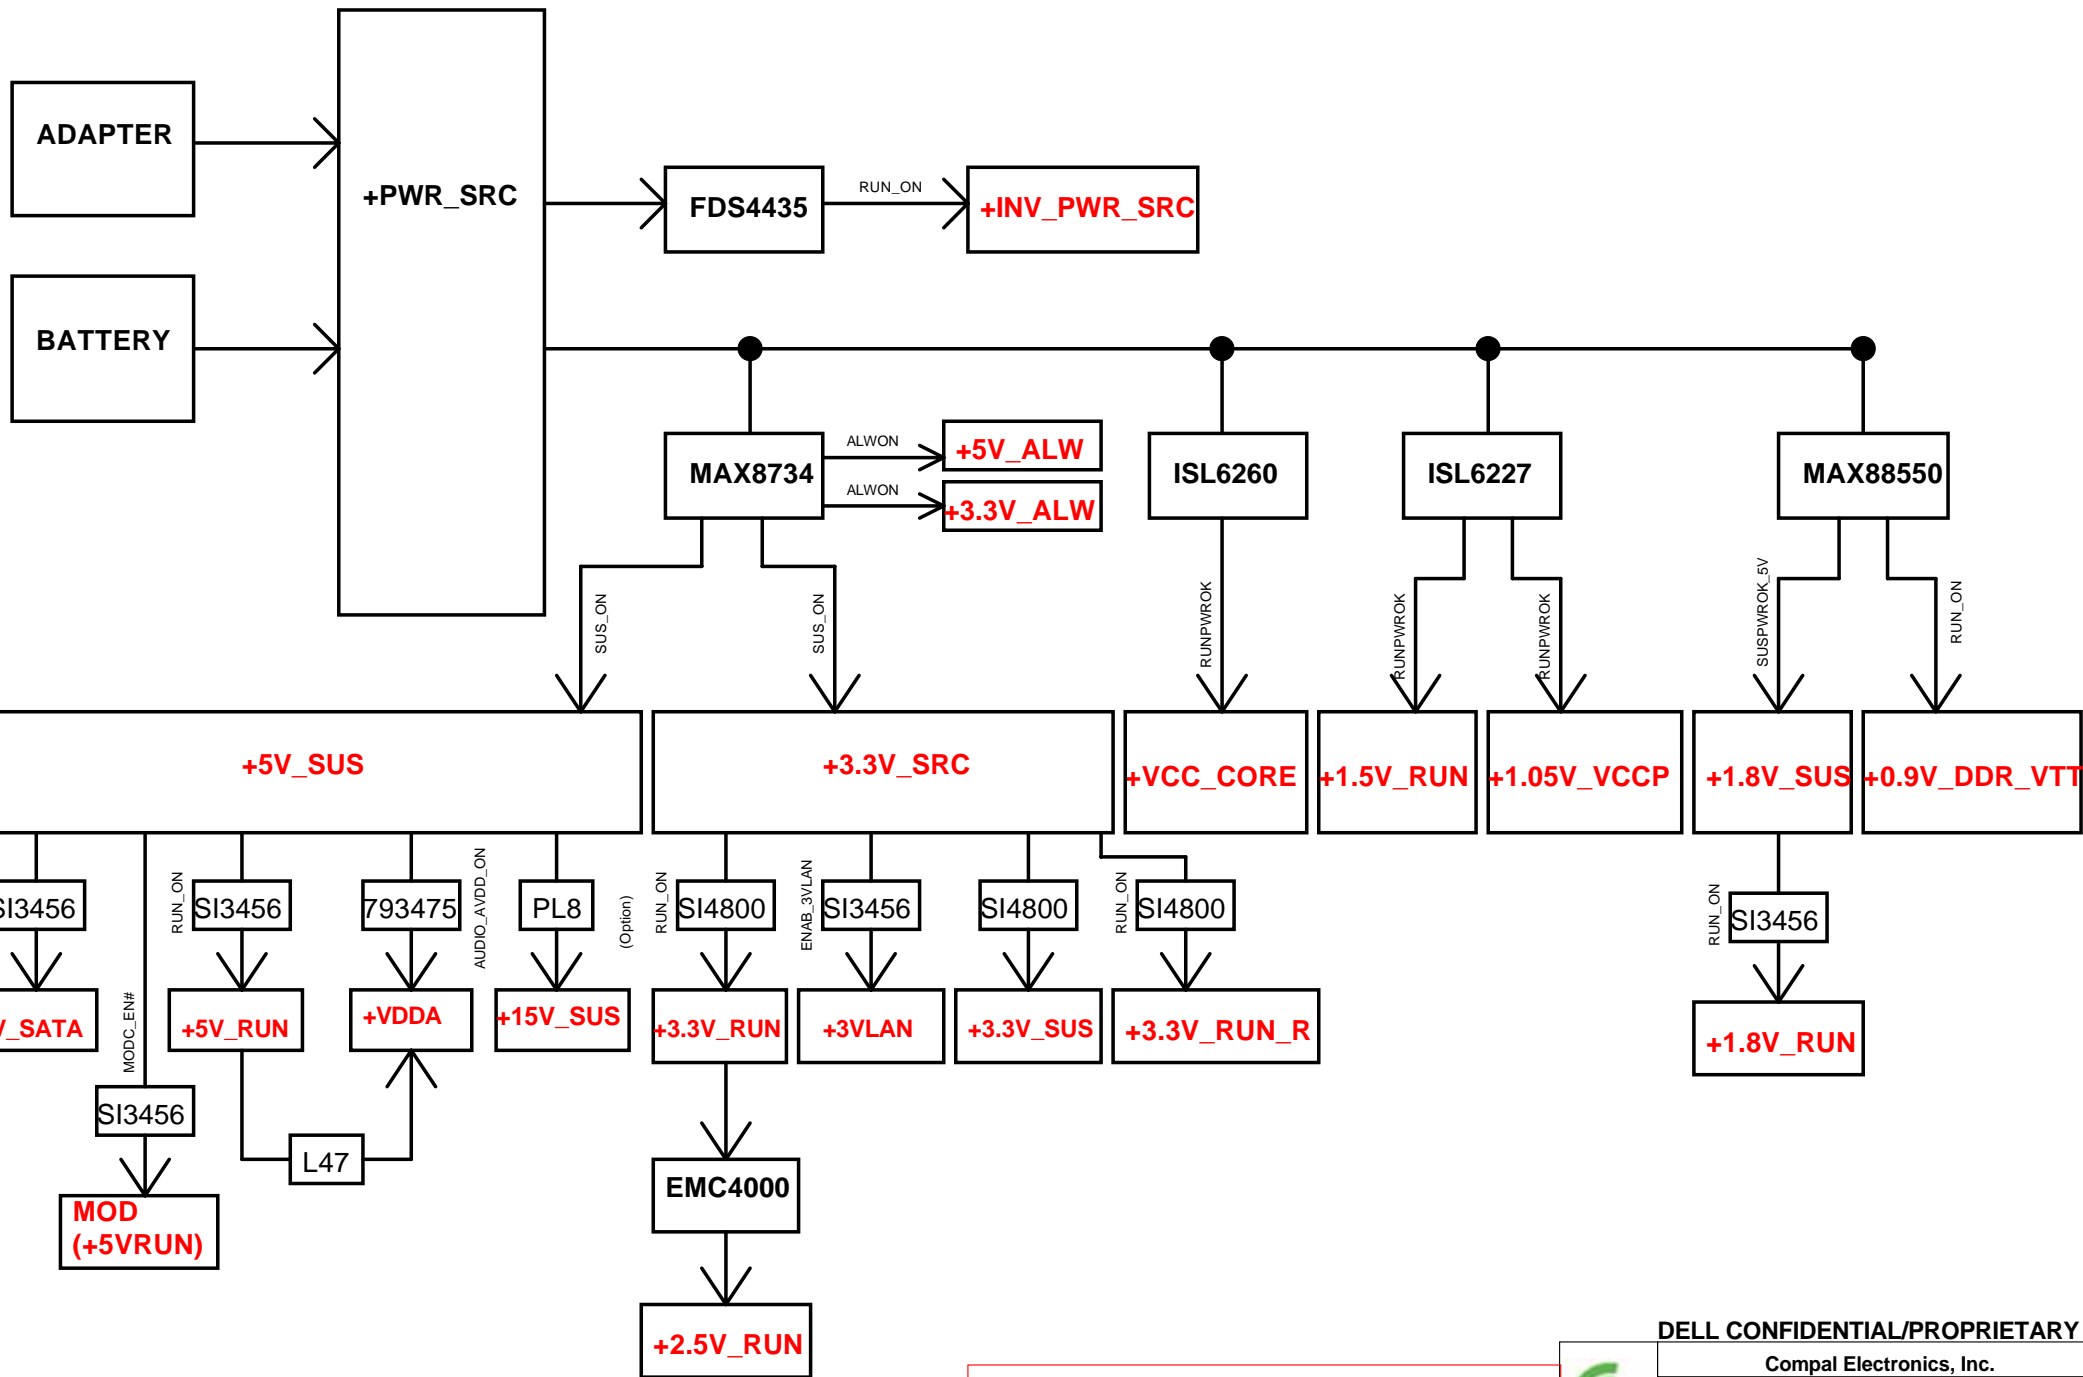 ADAPTER
+PWR_SRC
FDS4435
RUN_ON
+INV_PWR_SRC
BATTERY
MAX8734
ALWON
+5V_ALW
ALWON
+3.3V_ALW
ISL6260
ISL6227
MAX88550
SUS_ON
SUS_ON
RUNPWROK
RUNPWROK
RUNPWROK
SUSPWROK_5V
RUN_ON
+5V_SUS
+3.3V_SRC
+VCC_CORE
+1.5V_RUN
+1.05V_VCCP
+1.8V_SUS
+0.9V_DDR_VTT
SI3456
RUN_ON
SI3456
793475
AUDIO_AVDD_ON
PL8
(Option)
RUN_ON
SI4800
ENAB_3VLAN
SI3456
SI4800
RUN_ON
SI4800
RUN_ON
SI3456
V_SATA
MODC_EN#
+5V_RUN
+VDDA
+15V_SUS
+3.3V_RUN
+3VLAN
+3.3V_SUS
+3.3V_RUN_R
+1.8V_RUN
SI3456
L47
EMC4000
MOD
(+5VRUN)
+2.5V_RUN
DELL CONFIDENTIAL/PROPRIETARY
Compal Electronics, Inc.